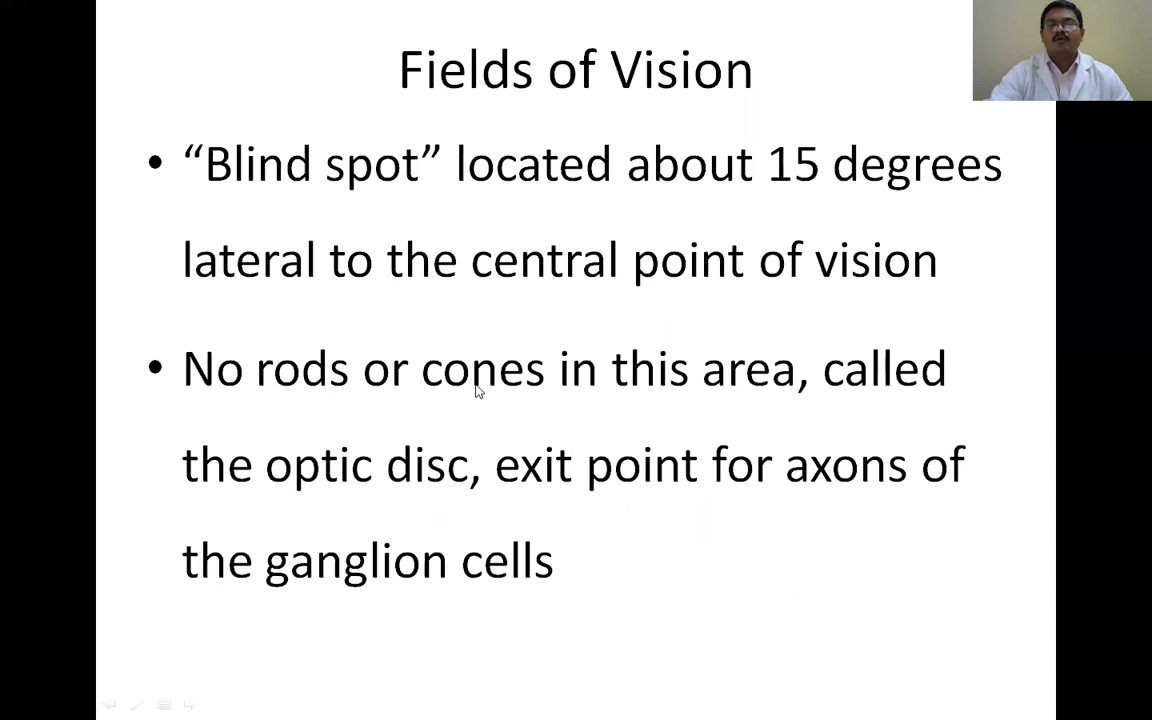 Fields of Vision
• “Blind spot” located about 15 degrees
lateral to the central point of vision
• No rods or cones in this area, called
the optic disc, exit point for axons of
the ganglion cells